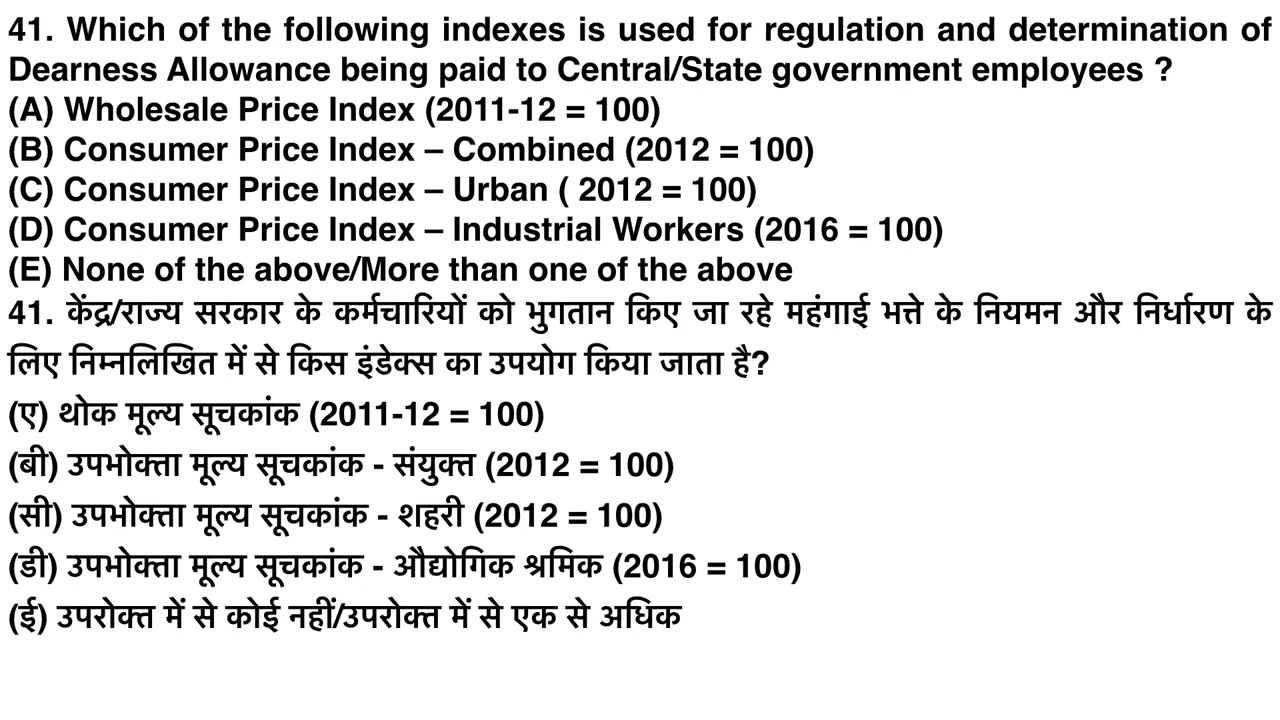 41. Which of the following indexes is used for regulation and determination of
Dearness Allowance being paid to Central/State government employees ?
(A) Wholesale Price Index (2011-12 = 100)
(B) Consumer Price Index – Combined (2012 = 100)
(C) Consumer Price Index – Urban ( 2012 = 100)
(D) Consumer Price Index – Industrial Workers (2016 = 100)
(E) None of the above/More than one of the above
41. केंद्र/राज्य सरकार के कर्मचारियों को भुगतान किए जा रहे महंगाई भत्ते के नियमन और निर्धारण के
लिए निम्नलिखित में से किस इंडेक्स का उपयोग किया जाता है?
(ए) थोक मूल्य सूचकांक (2011-12 = 100)
(बी) उपभोक्ता मूल्य सूचकांक - संयुक्त (2012 = 100)
(सी) उपभोक्ता मूल्य सूचकांक - शहरी (2012 = 100)
(डी) उपभोक्ता मूल्य सूचकांक - औद्योगिक श्रमिक (2016 = 100)
(ई) उपरोक्त में से कोई नहीं/उपरोक्त में से एक से अधिक